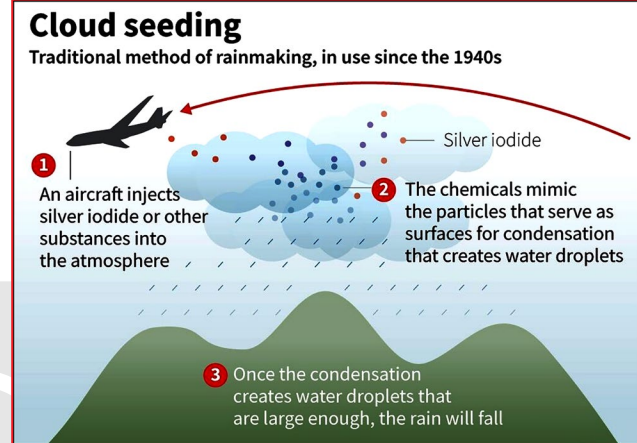 Cloud seeding
Traditional method of rainmaking, in use since the 1940s
Silver iodide
1
An aircraft injects
silver iodide or other
substances into
the atmosphere
2
The chemicals mimic
the particles that serve as
surfaces for condensation
that creates water droplets
3
Once the condensation
creates water droplets that
are large enough, the rain will fall